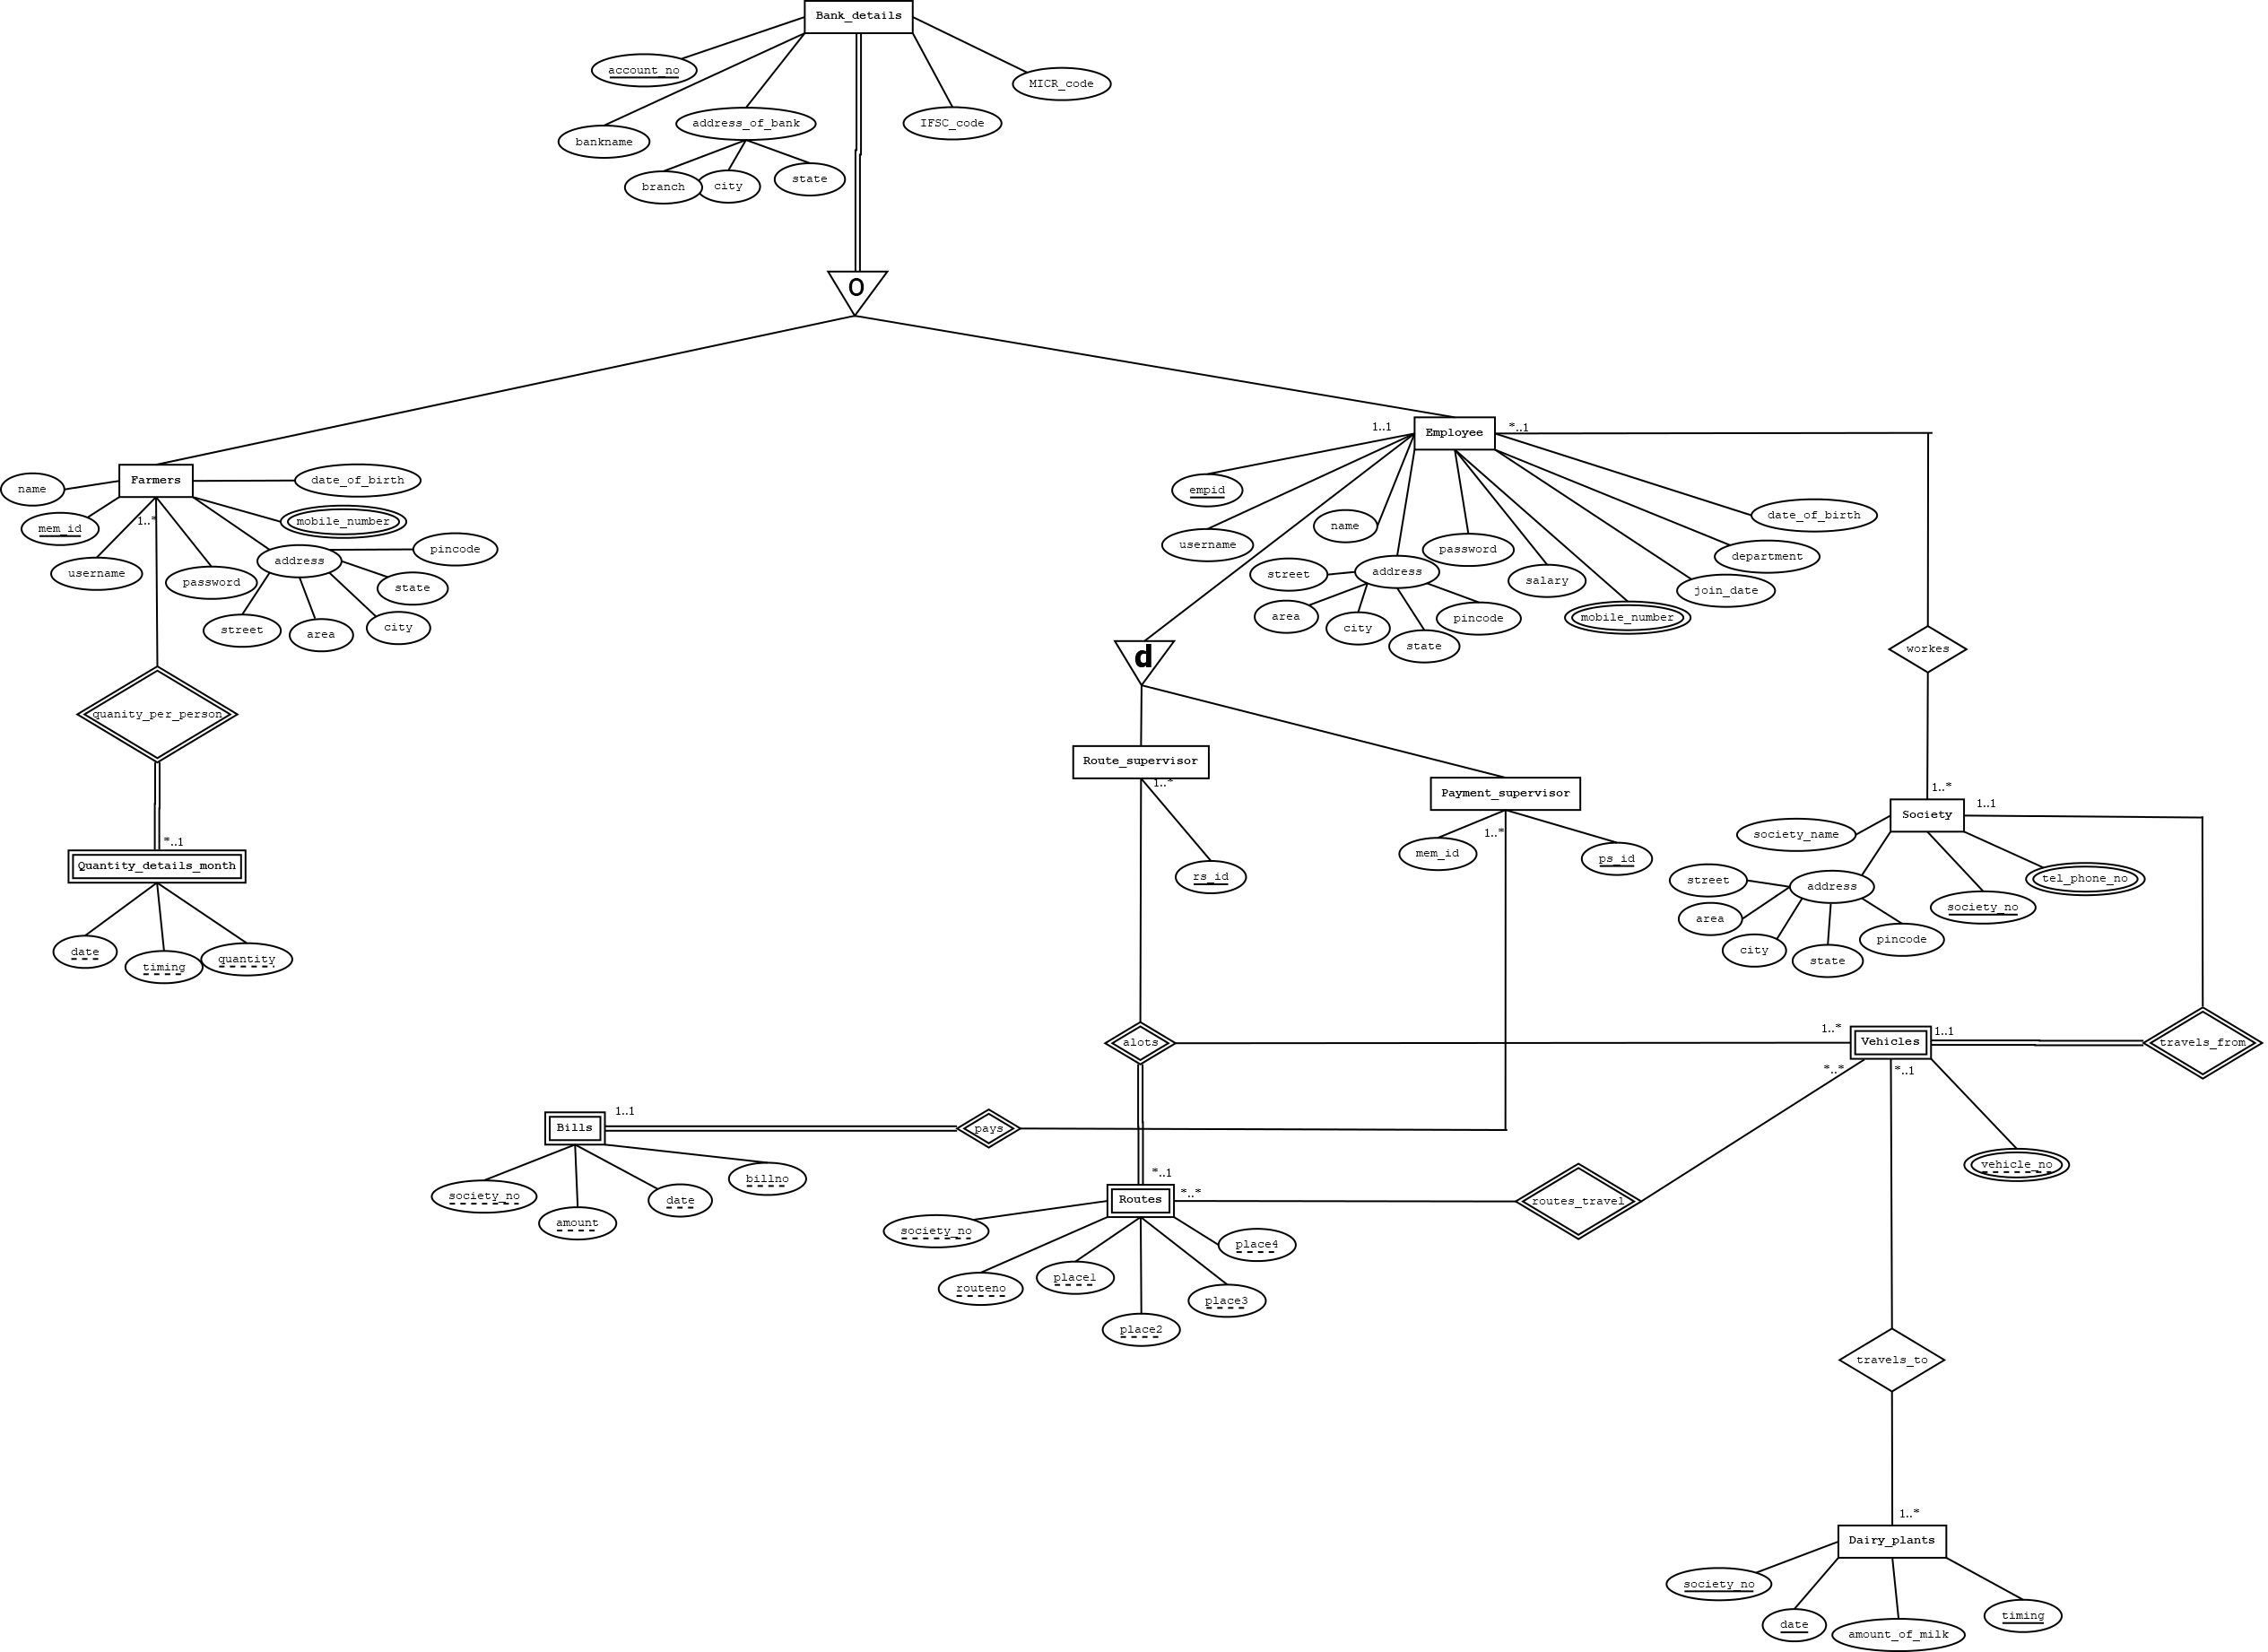 Bank_details
account_no
MICR_code
address_of_bank
IFSC_code
bankname
branch
city
state
O
Employee
1..1
*..1
Farmers
name
date_of_birth
mem_id
1..*
mobile_number
username
password
address
pincode
state
street
area
city
empid
username
name
password
date_of_birth
department
street
address
salary
join_date
area
city
state
pincode
mobile_number
workes
d
quanity_per_person
Route_supervisor
1..*
Payment_supervisor
1..*
mem_id
ps_id
rs_id
1..*
Society
1..1
society_name
street
address
tel_phone_no
area
society_no
city
state
pincode
*..1
Quantity_details_month
date
timing
quantity
alots
1..*
Vehicles
1..1
travels_from
*..*
*..1
Bills
1..1
pays
society_no
amount
date
billno
*..1
Routes
*..*
routes_travel
vehicle_no
society_no
place4
routeno
place1
place3
place2
travels_to
1..*
Dairy_plants
society_no
date
amount_of_milk
timing